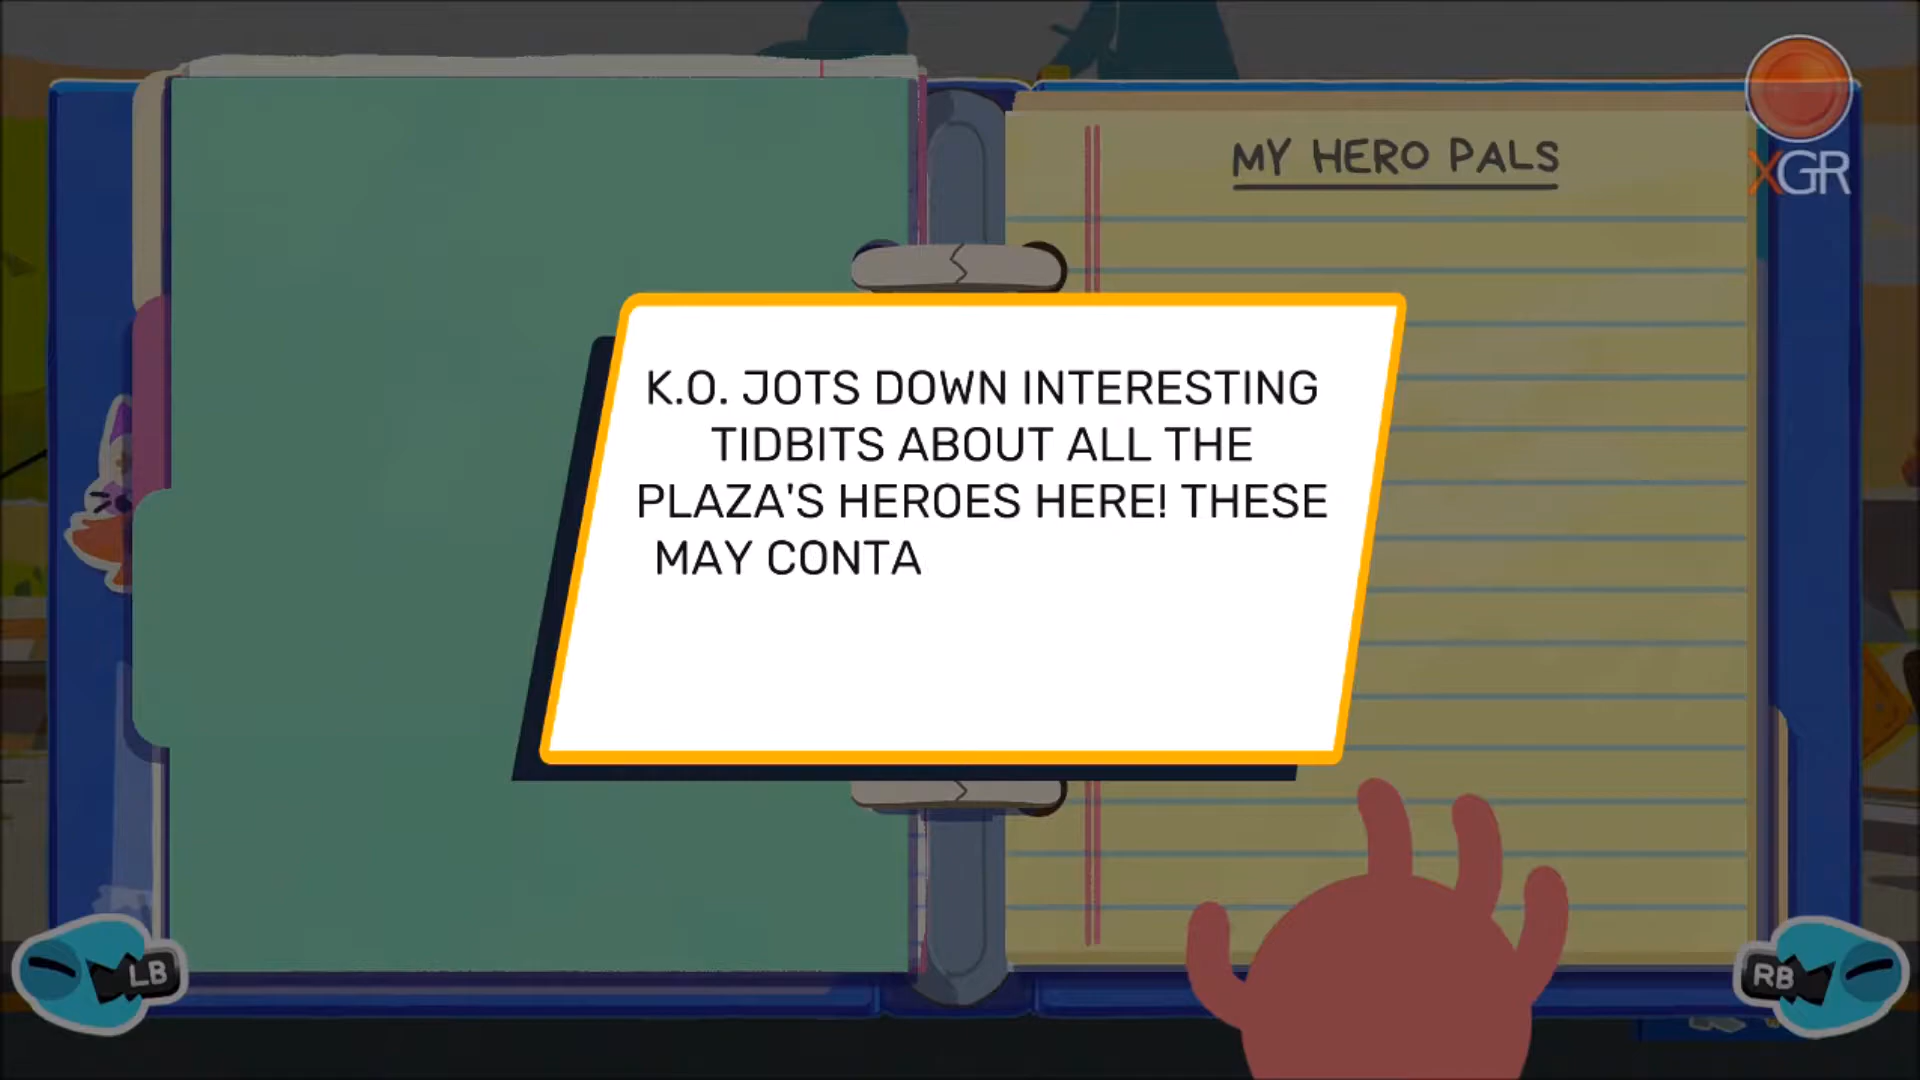 MY HERO PALS
XGR
K.O. JOTS DOWN INTERESTING
TIDBITS ABOUT ALL THE
PLAZA'S HEROES HERE! THESE
MAY CONTA
LB
RB